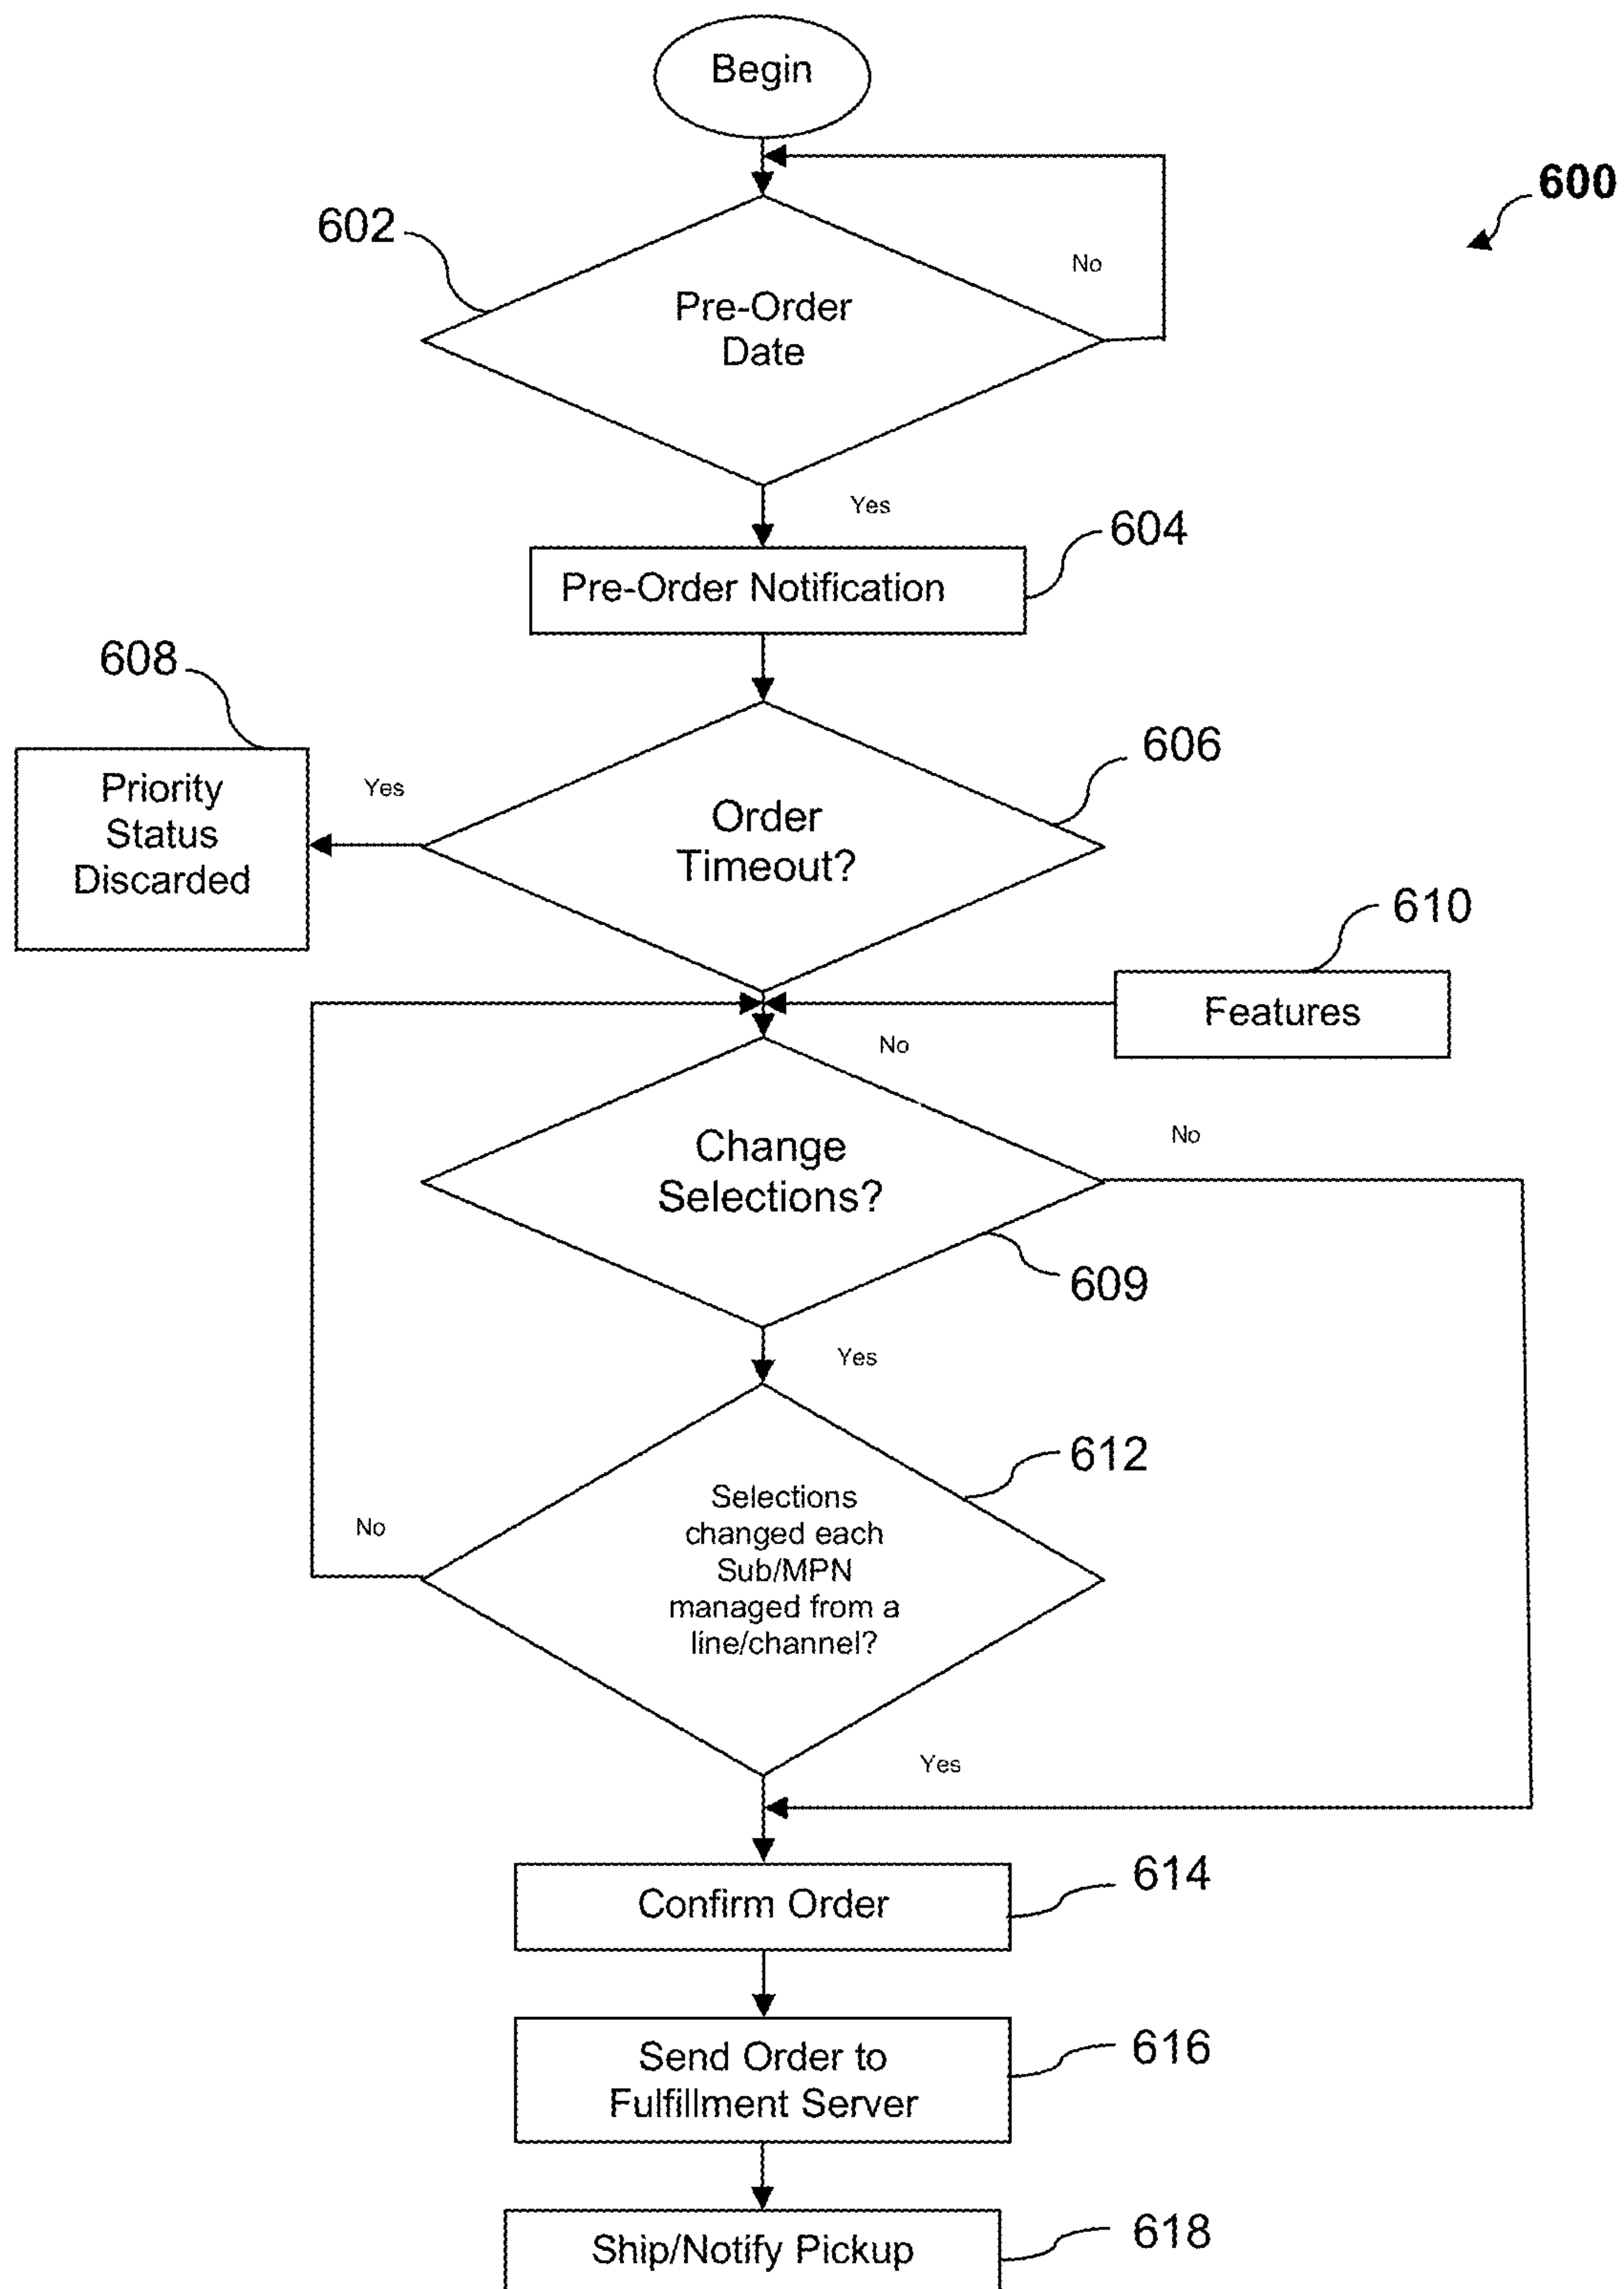 Begin
600
602
No
Pre-Order
Date
Yes
604
Pre-Order Notification
608
606
Priority
Status
Discarded
Yes
Order
Timeout?
610
Features
No
Change
Selections?
No
609
Yes
612
Selections
changed each
Sub/MPN
managed from a
line/channel?
No
Yes
614
Confirm Order
616
Send Order to
Fulfillment Server
618
Ship/Notify Pickup